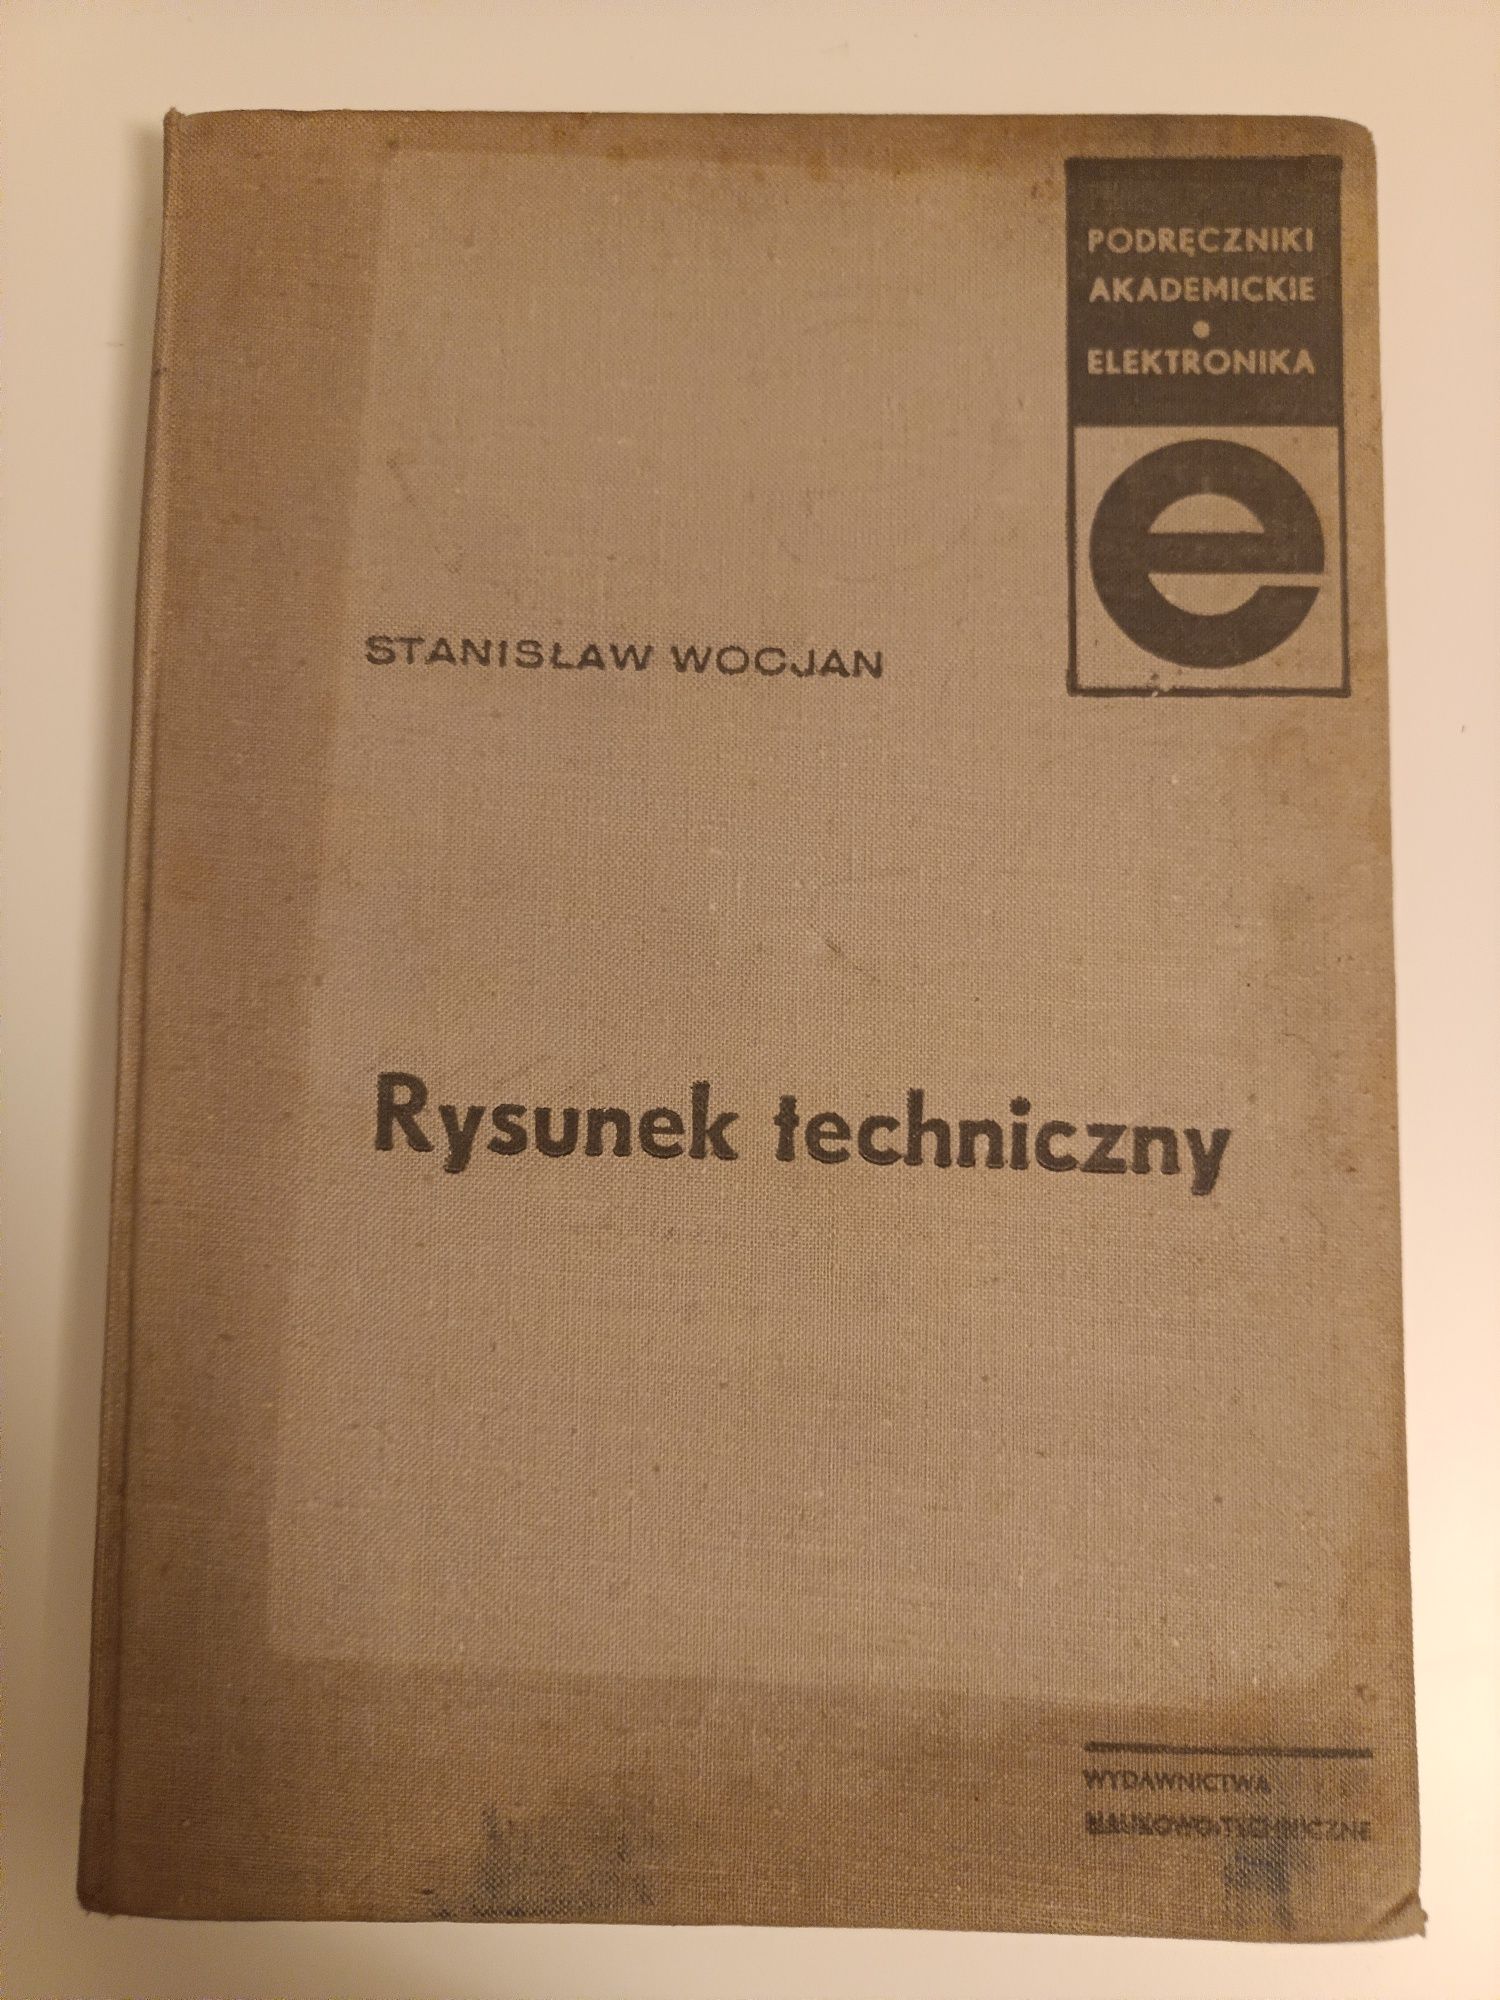 PODRĘCZNIKI
AKADEMICKIE
•
ELEKTRONIKA
e
STANISŁAW WOCJAN
Rysunek techniczny
WYDAWNICTWA
NAUKOWO-TECHNICZNE